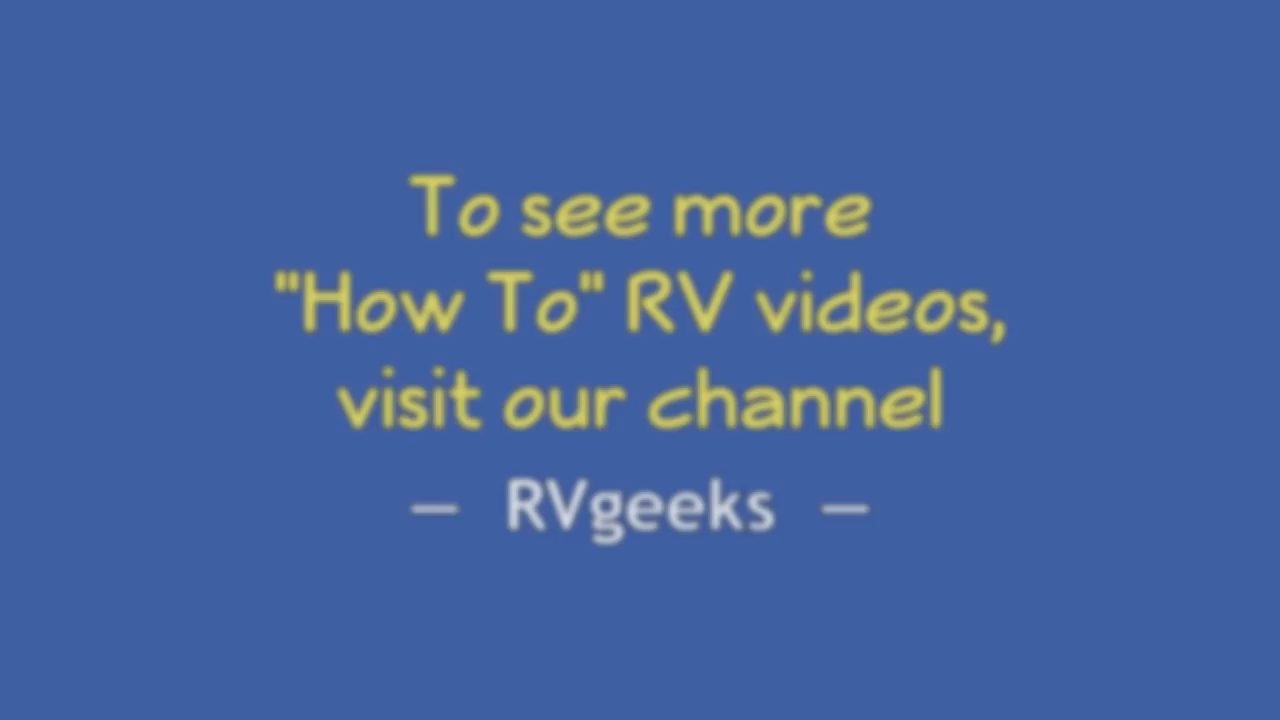 To see more
"How To" RV videos,
visit our channel
– RVgeeks –